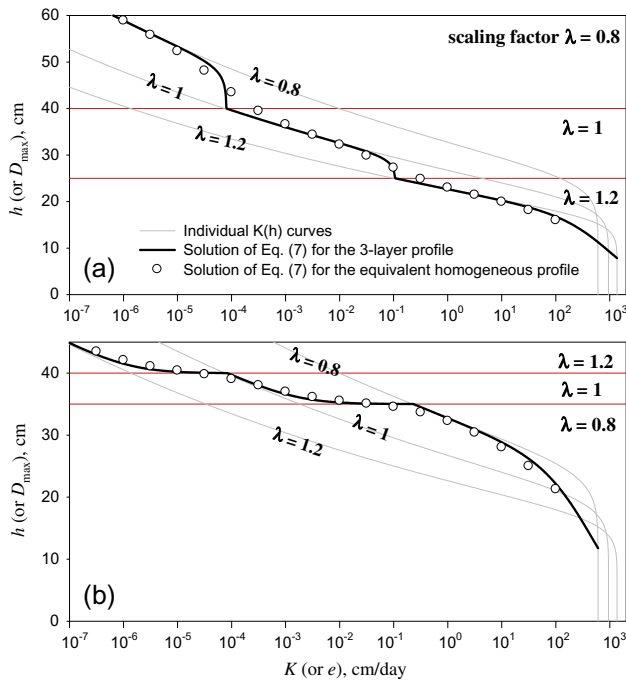 60
50
40
30
20
10
0
h (or Dmax), cm
scaling factor λ = 0.8
λ = 0.8
λ = 1
λ = 1.2
λ = 1
λ = 1.2
Individual K(h) curves
Solution of Eq. (7) for the 3-layer profile
Solution of Eq. (7) for the equivalent homogeneous profile
(a)
10⁻⁷ 10⁻⁶ 10⁻⁵ 10⁻⁴ 10⁻³ 10⁻² 10⁻¹ 10⁰ 10¹ 10² 10³
40
30
20
10
0
h (or Dmax), cm
λ = 0.8
λ = 1
λ = 1.2
λ = 1.2
λ = 1
λ = 0.8
(b)
10⁻⁷ 10⁻⁶ 10⁻⁵ 10⁻⁴ 10⁻³ 10⁻² 10⁻¹ 10⁰ 10¹ 10² 10³
K (or e), cm/day